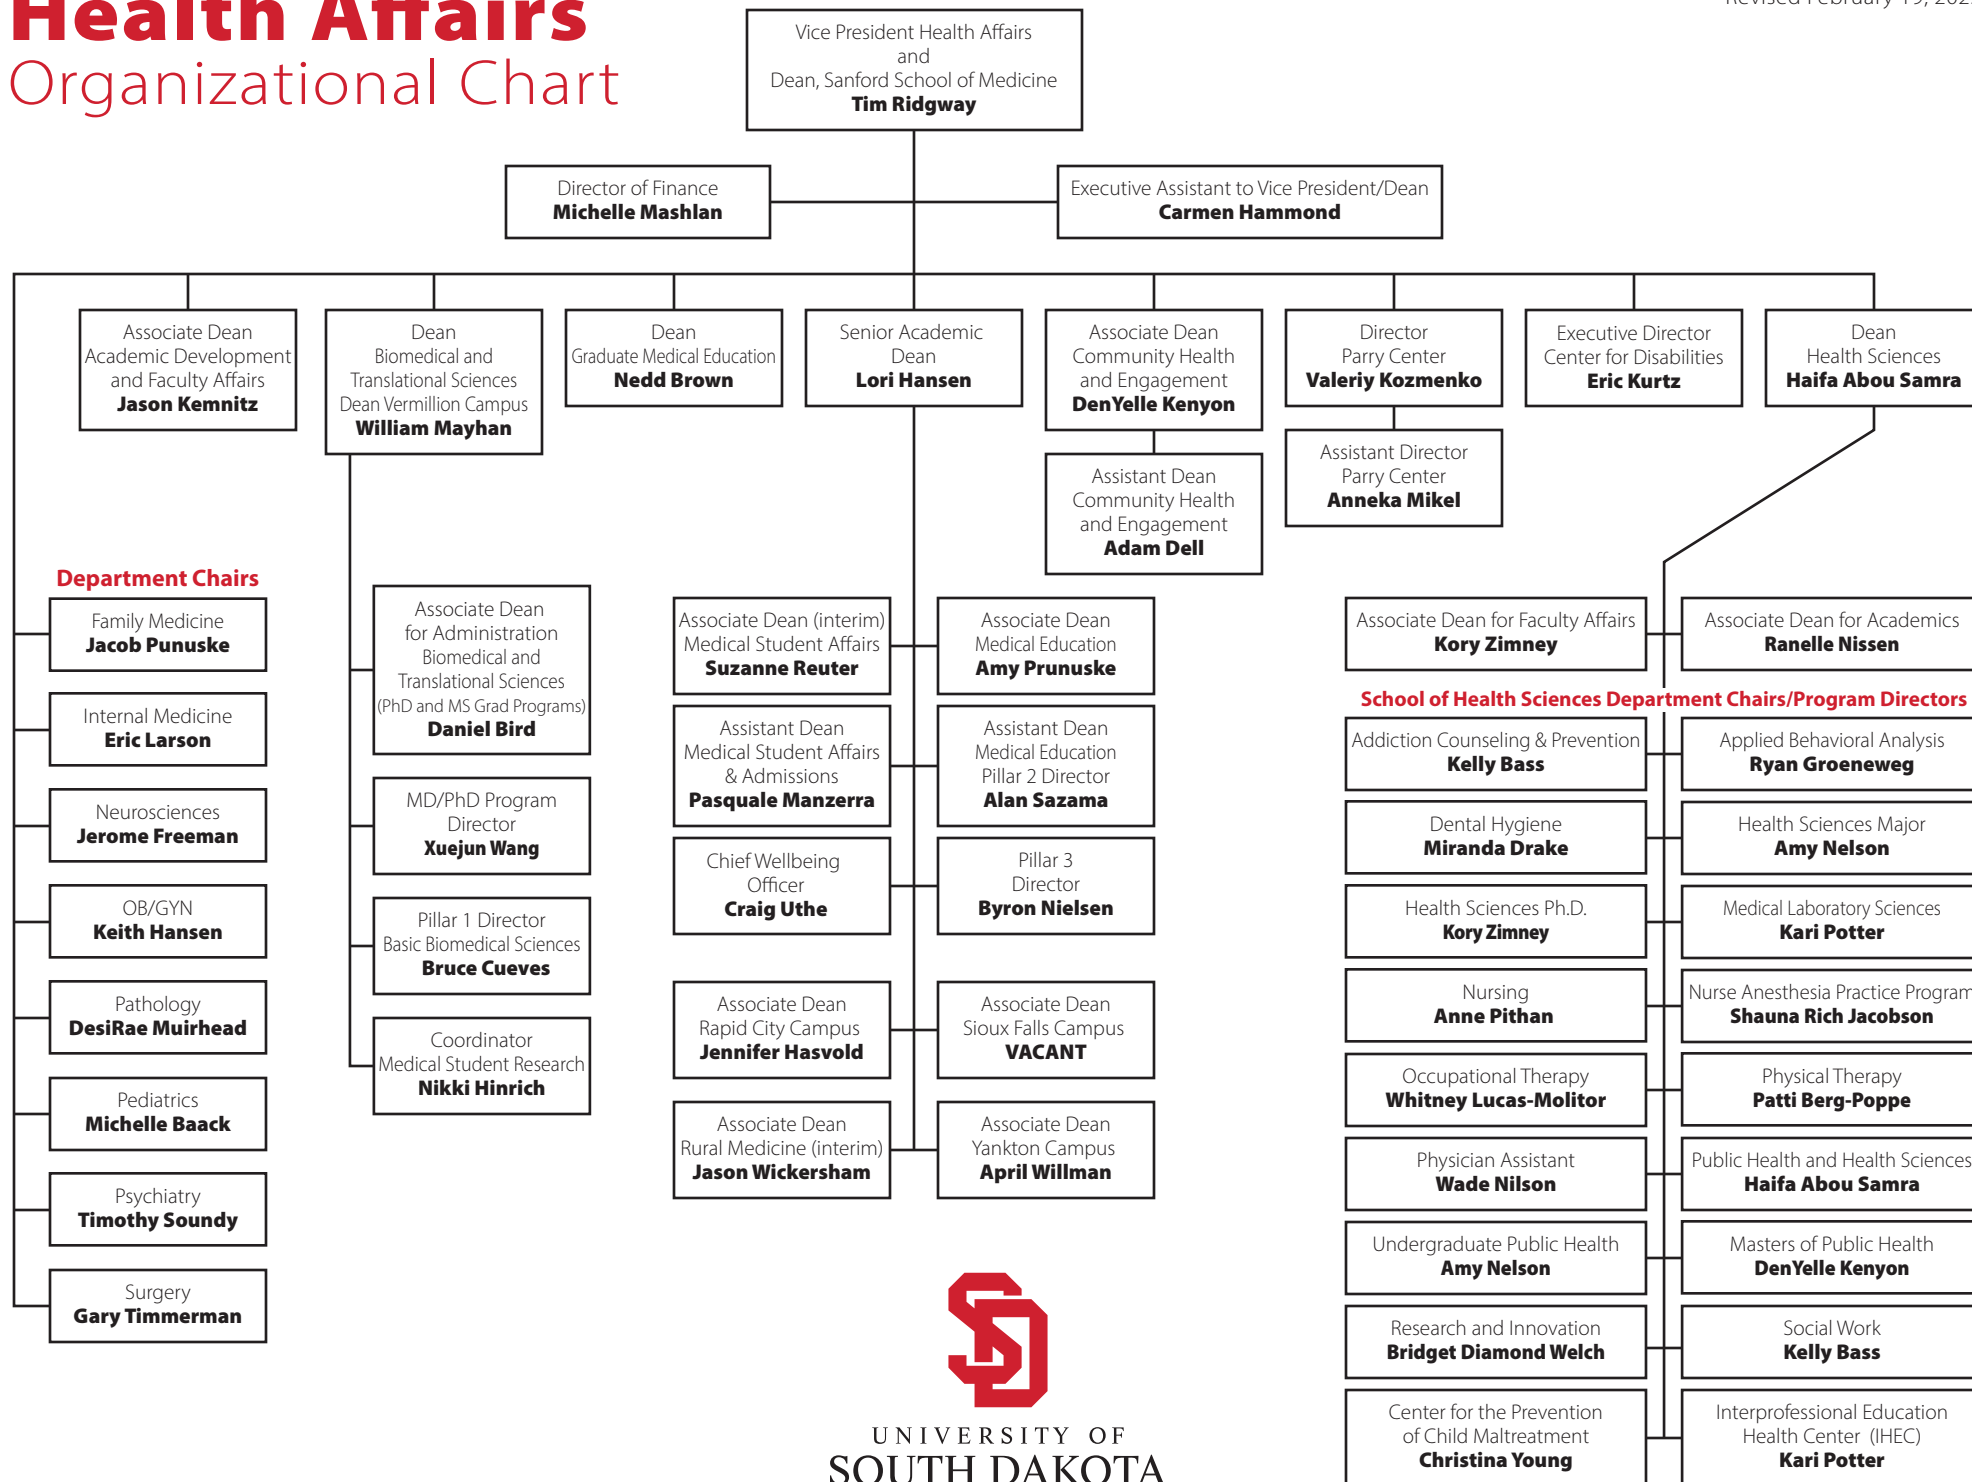 Health Affairs
Organizational Chart
Revised February 19, 202
Vice President Health Affairs
and
Dean, Sanford School of Medicine
Tim Ridgway
Director of Finance
Michelle Mashlan
Executive Assistant to Vice President/Dean
Carmen Hammond
Associate Dean
Academic Development
and Faculty Affairs
Jason Kemnitz
Dean
Biomedical and
Translational Sciences
Dean Vermillion Campus
William Mayhan
Dean
Graduate Medical Education
Nedd Brown
Senior Academic
Dean
Lori Hansen
Associate Dean
Community Health
and Engagement
DenYelle Kenyon
Director
Parry Center
Valeriy Kozmenko
Executive Director
Center for Disabilities
Eric Kurtz
Dean
Health Sciences
Haifa Abou Samra
Assistant Dean
Community Health
and Engagement
Adam Dell
Assistant Director
Parry Center
Anneka Mikel
Department Chairs
Family Medicine
Jacob Punuske
Internal Medicine
Eric Larson
Neurosciences
Jerome Freeman
OB/GYN
Keith Hansen
Pathology
DesiRae Muirhead
Pediatrics
Michelle Baack
Psychiatry
Timothy Soundy
Surgery
Gary Timmerman
Associate Dean
for Administration
Biomedical and
Translational Sciences
(PhD and MS Grad Programs)
Daniel Bird
MD/PhD Program
Director
Xuejun Wang
Pillar 1 Director
Basic Biomedical Sciences
Bruce Cueves
Coordinator
Medical Student Research
Nikki Hinrich
Associate Dean (interim)
Medical Student Affairs
Suzanne Reuter
Associate Dean
Medical Education
Amy Prunuske
Assistant Dean
Medical Student Affairs
& Admissions
Pasquale Manzerra
Assistant Dean
Medical Education
Pillar 2 Director
Alan Sazama
Chief Wellbeing
Officer
Craig Uthe
Pillar 3
Director
Byron Nielsen
Associate Dean
Rapid City Campus
Jennifer Hasvold
Associate Dean
Sioux Falls Campus
VACANT
Associate Dean
Rural Medicine (interim)
Jason Wickersham
Associate Dean
Yankton Campus
April Willman
Associate Dean for Faculty Affairs
Kory Zimney
Associate Dean for Academics
Ranelle Nissen
School of Health Sciences Department Chairs/Program Directors
Addiction Counseling & Prevention
Kelly Bass
Applied Behavioral Analysis
Ryan Groeneweg
Dental Hygiene
Miranda Drake
Health Sciences Major
Amy Nelson
Health Sciences Ph.D.
Kory Zimney
Medical Laboratory Sciences
Kari Potter
Nursing
Anne Pithan
Nurse Anesthesia Practice Program
Shauna Rich Jacobson
Occupational Therapy
Whitney Lucas-Molitor
Physical Therapy
Patti Berg-Poppe
Physician Assistant
Wade Nilson
Public Health and Health Sciences
Haifa Abou Samra
Undergraduate Public Health
Amy Nelson
Masters of Public Health
DenYelle Kenyon
Research and Innovation
Bridget Diamond Welch
Social Work
Kelly Bass
Center for the Prevention
of Child Maltreatment
Christina Young
Interprofessional Education
Health Center (IHEC)
Kari Potter
SD
UNIVERSITY OF
SOUTH DAKOTA